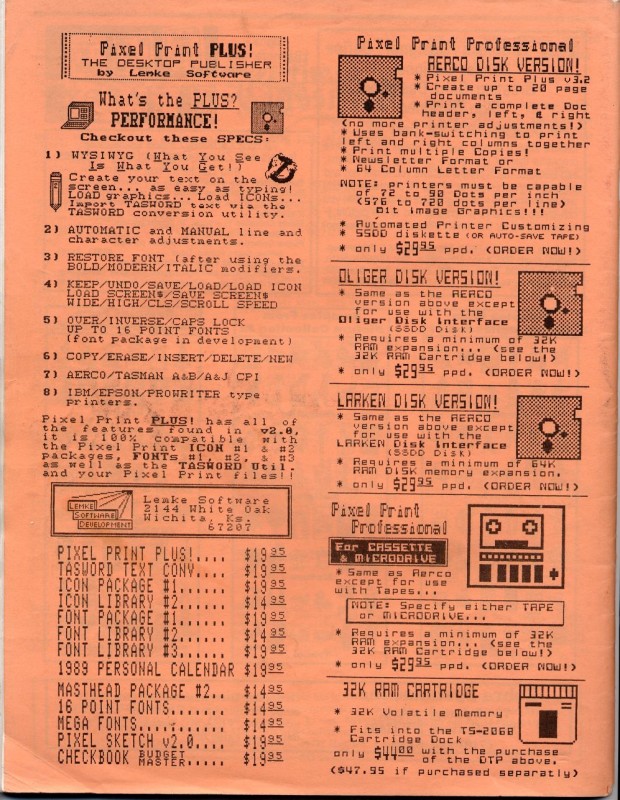 Pixel Print PLUS!
THE DESKTOP PUBLISHER
by Lemke Software
What's the PLUS?
PERFORMANCE!
Checkout these SPECS:
1) WYSIWYG (What You See
Is What You Get!)
Create your text on the
screen... as easy as typing!
LOAD graphics... Load ICONs...
Import TASWORD text via the
TASWORD conversion utility.
2) AUTOMATIC and MANUAL line and
character adjustments.
3) RESTORE FONT (after using the
BOLD/MODERN/ITALIC modifiers.
4) KEEP/UNDO/SAVE/LOAD/LOAD ICON
LOAD SCREEN$/SAVE SCREEN$
WIDE/HIGH/CLS/SCROLL SPEED
5) OVER/INVERSE/CAPS LOCK
UP TO 16 POINT FONTS
(font package in development)
6) COPY/ERASE/INSERT/DELETE/NEW
7) AERCO/TASMAN A&B/A&J CPI
8) IBM/EPSON/PROWRITER type
printers.
Pixel Print PLUS! has all of
the features found in v2.0.
it is 100% compatible with
the Pixel Print ICON #1 & #2
packages, FONTs #1, #2, & #3
as well as the TASWORD Util.
and your Pixel Print files!!
LEMKE
SOFTWARE
DEVELOPMENT
Lemke Software
2144 White Oak
Wichita, Ks.
67207
PIXEL PRINT PLUS!.... $19.95
TASWORD TEXT CONV.... $14.95
ICON PACKAGE #1...... $19.95
ICON LIBRARY #2...... $14.95
FONT PACKAGE #1...... $19.95
FONT LIBRARY #2...... $14.95
FONT LIBRARY #3...... $19.95
1989 PERSONAL CALENDAR $19.95
MASTHEAD PACKAGE #2.. $14.95
16 POINT FONTS....... $14.95
MEGA FONTS........... $14.95
PIXEL SKETCH v2.0.... $19.95
CHECKBOOK BUDGET MASTER..... $19.95
Pixel Print Professional
AERCO DISK VERSION!
* Pixel Print Plus v3.2
* Create up to 20 page
documents
* Print a complete Doc
header, left, & right
(no more printer adjustments!)
* Uses bank-switching to print
left and right columns together
* Print multiple Copies!
* Newsletter Format or
* 64 Column Letter Format
NOTE: printers must be capable
of 72 to 90 Dots per inch
(576 to 720 dots per line)
Bit Image Graphics!!!
* Automated Printer Customizing
* SSDD diskette (OR AUTO-SAVE TAPE)
* only $29.95 ppd. (ORDER NOW!)
OLIGER DISK VERSION!
* Same as the AERCO
version above except
for use with the
Oliger Disk Interface
(SSDD Disk)
* Requires a minimum of 32K
RAM expansion... (see the
32K RAM Cartridge below!)
* only $29.95 ppd. (ORDER NOW!)
LARKEN DISK VERSION!
* Same as the AERCO
version above except
for use with the
LARKEN Disk Interface
(SSDD Disk)
* Requires a minimum of 64K
RAM Disk memory expansion.
* only $29.95 ppd. (ORDER NOW!)
Pixel Print
Professional
For CASSETTE
& MICRODRIVE
* Same as Aerco
except for use
with Tapes...
NOTE: Specify either TAPE
or MICRODRIVE...
* Requires a minimum of 32K
RAM expansion... (see the
32K RAM Cartridge below!)
* only $29.95 ppd. (ORDER NOW!)
32K RAM CARTRIDGE
* 32K Volatile Memory
* Fits into the TS-2068
Cartridge Dock
only $44.00 with the purchase
of the DTP above.
($47.95 if purchased separately)